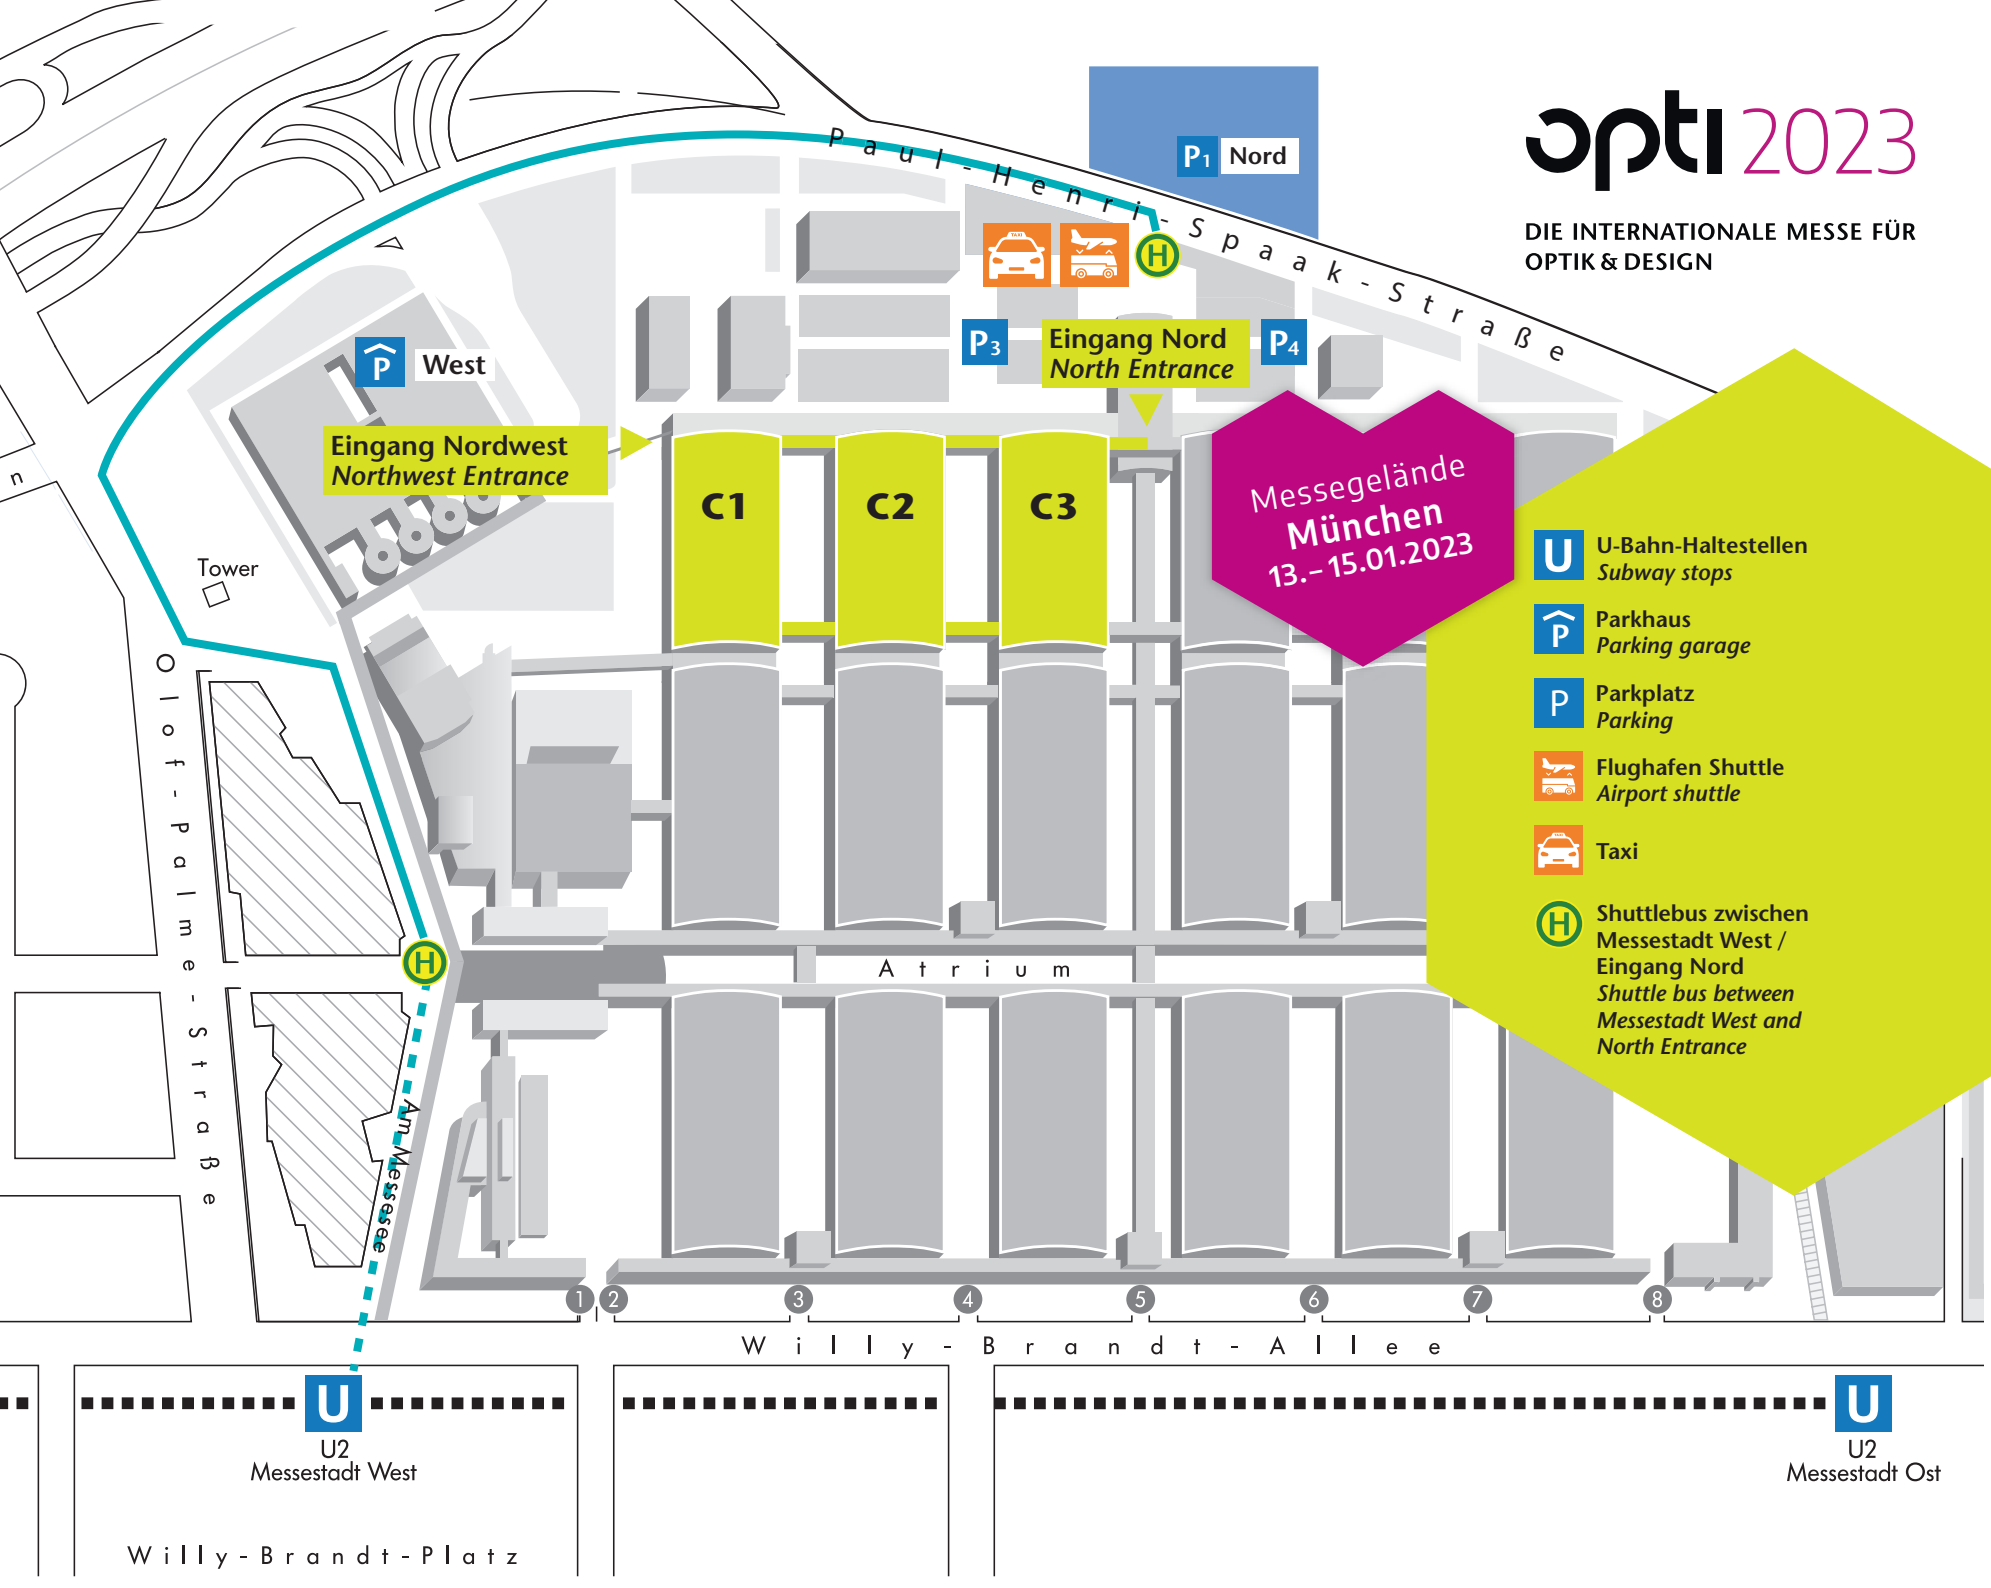 opti 2023
DIE INTERNATIONALE MESSE FÜR
OPTIK & DESIGN
Paul-Henri-Spaak-Straße
P1 Nord
TAXI
H
P3
Eingang Nord
North Entrance
P4
P West
Eingang Nordwest
Northwest Entrance
C1
C2
C3
Messegelände
München
13.–15.01.2023
n
Tower
Olof-Palme-Straße
U U-Bahn-Haltestellen
Subway stops
P Parkhaus
Parking garage
P Parkplatz
Parking
Flughafen Shuttle
Airport shuttle
TAXI
Taxi
H Shuttlebus zwischen
Messestadt West /
Eingang Nord
Shuttle bus between
Messestadt West and
North Entrance
H
Atrium
Am Messesee
1 2 3 4 5 6 7 8
Willy-Brandt-Allee
U
U2
Messestadt West
U
U2
Messestadt Ost
Willy-Brandt-Platz